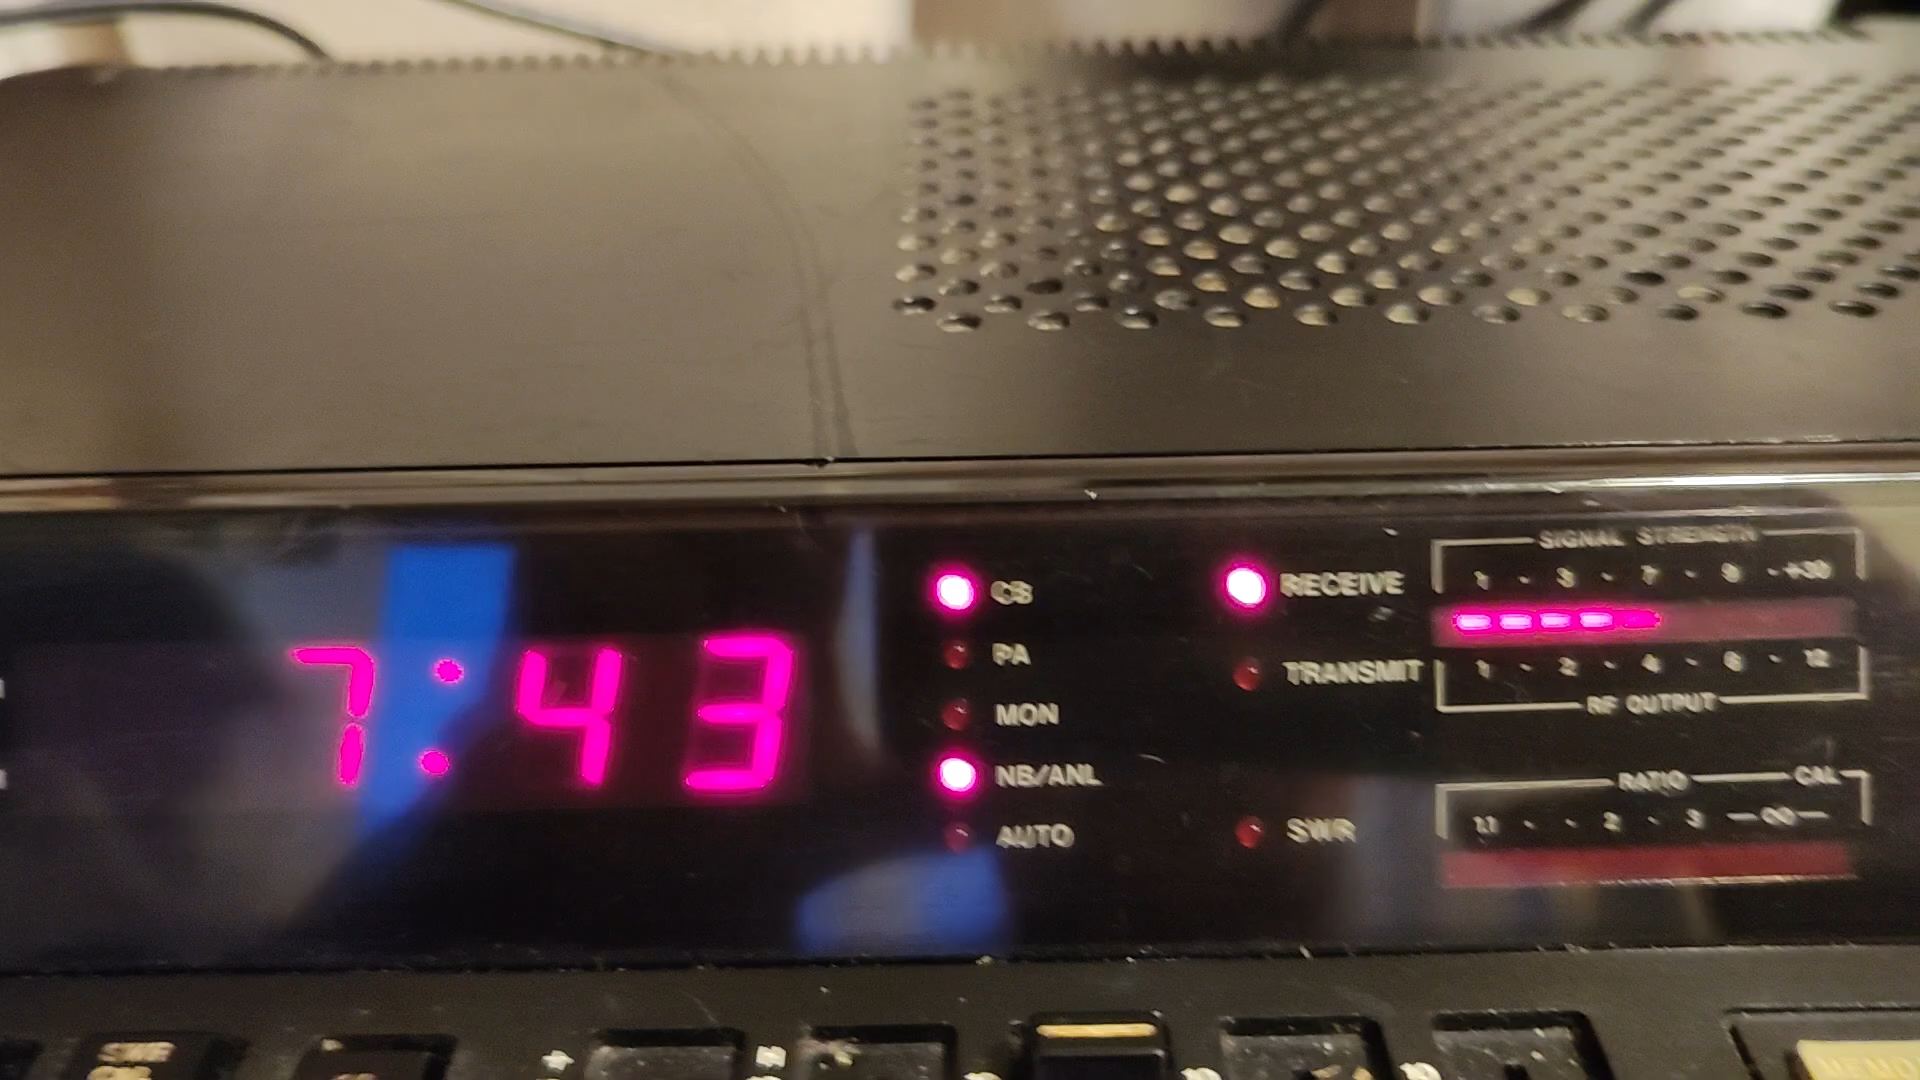 7:43
CB
PA
MON
NB/ANL
AUTO
RECEIVE
TRANSMIT
SWR
SIGNAL STRENGTH
1 · 3 · 7 · 9 · +30
1 · 2 · 4 · 6 · 12
RF OUTPUT
RATIO CAL
1.1 · · 2 · 3 — ∞ —
SWR